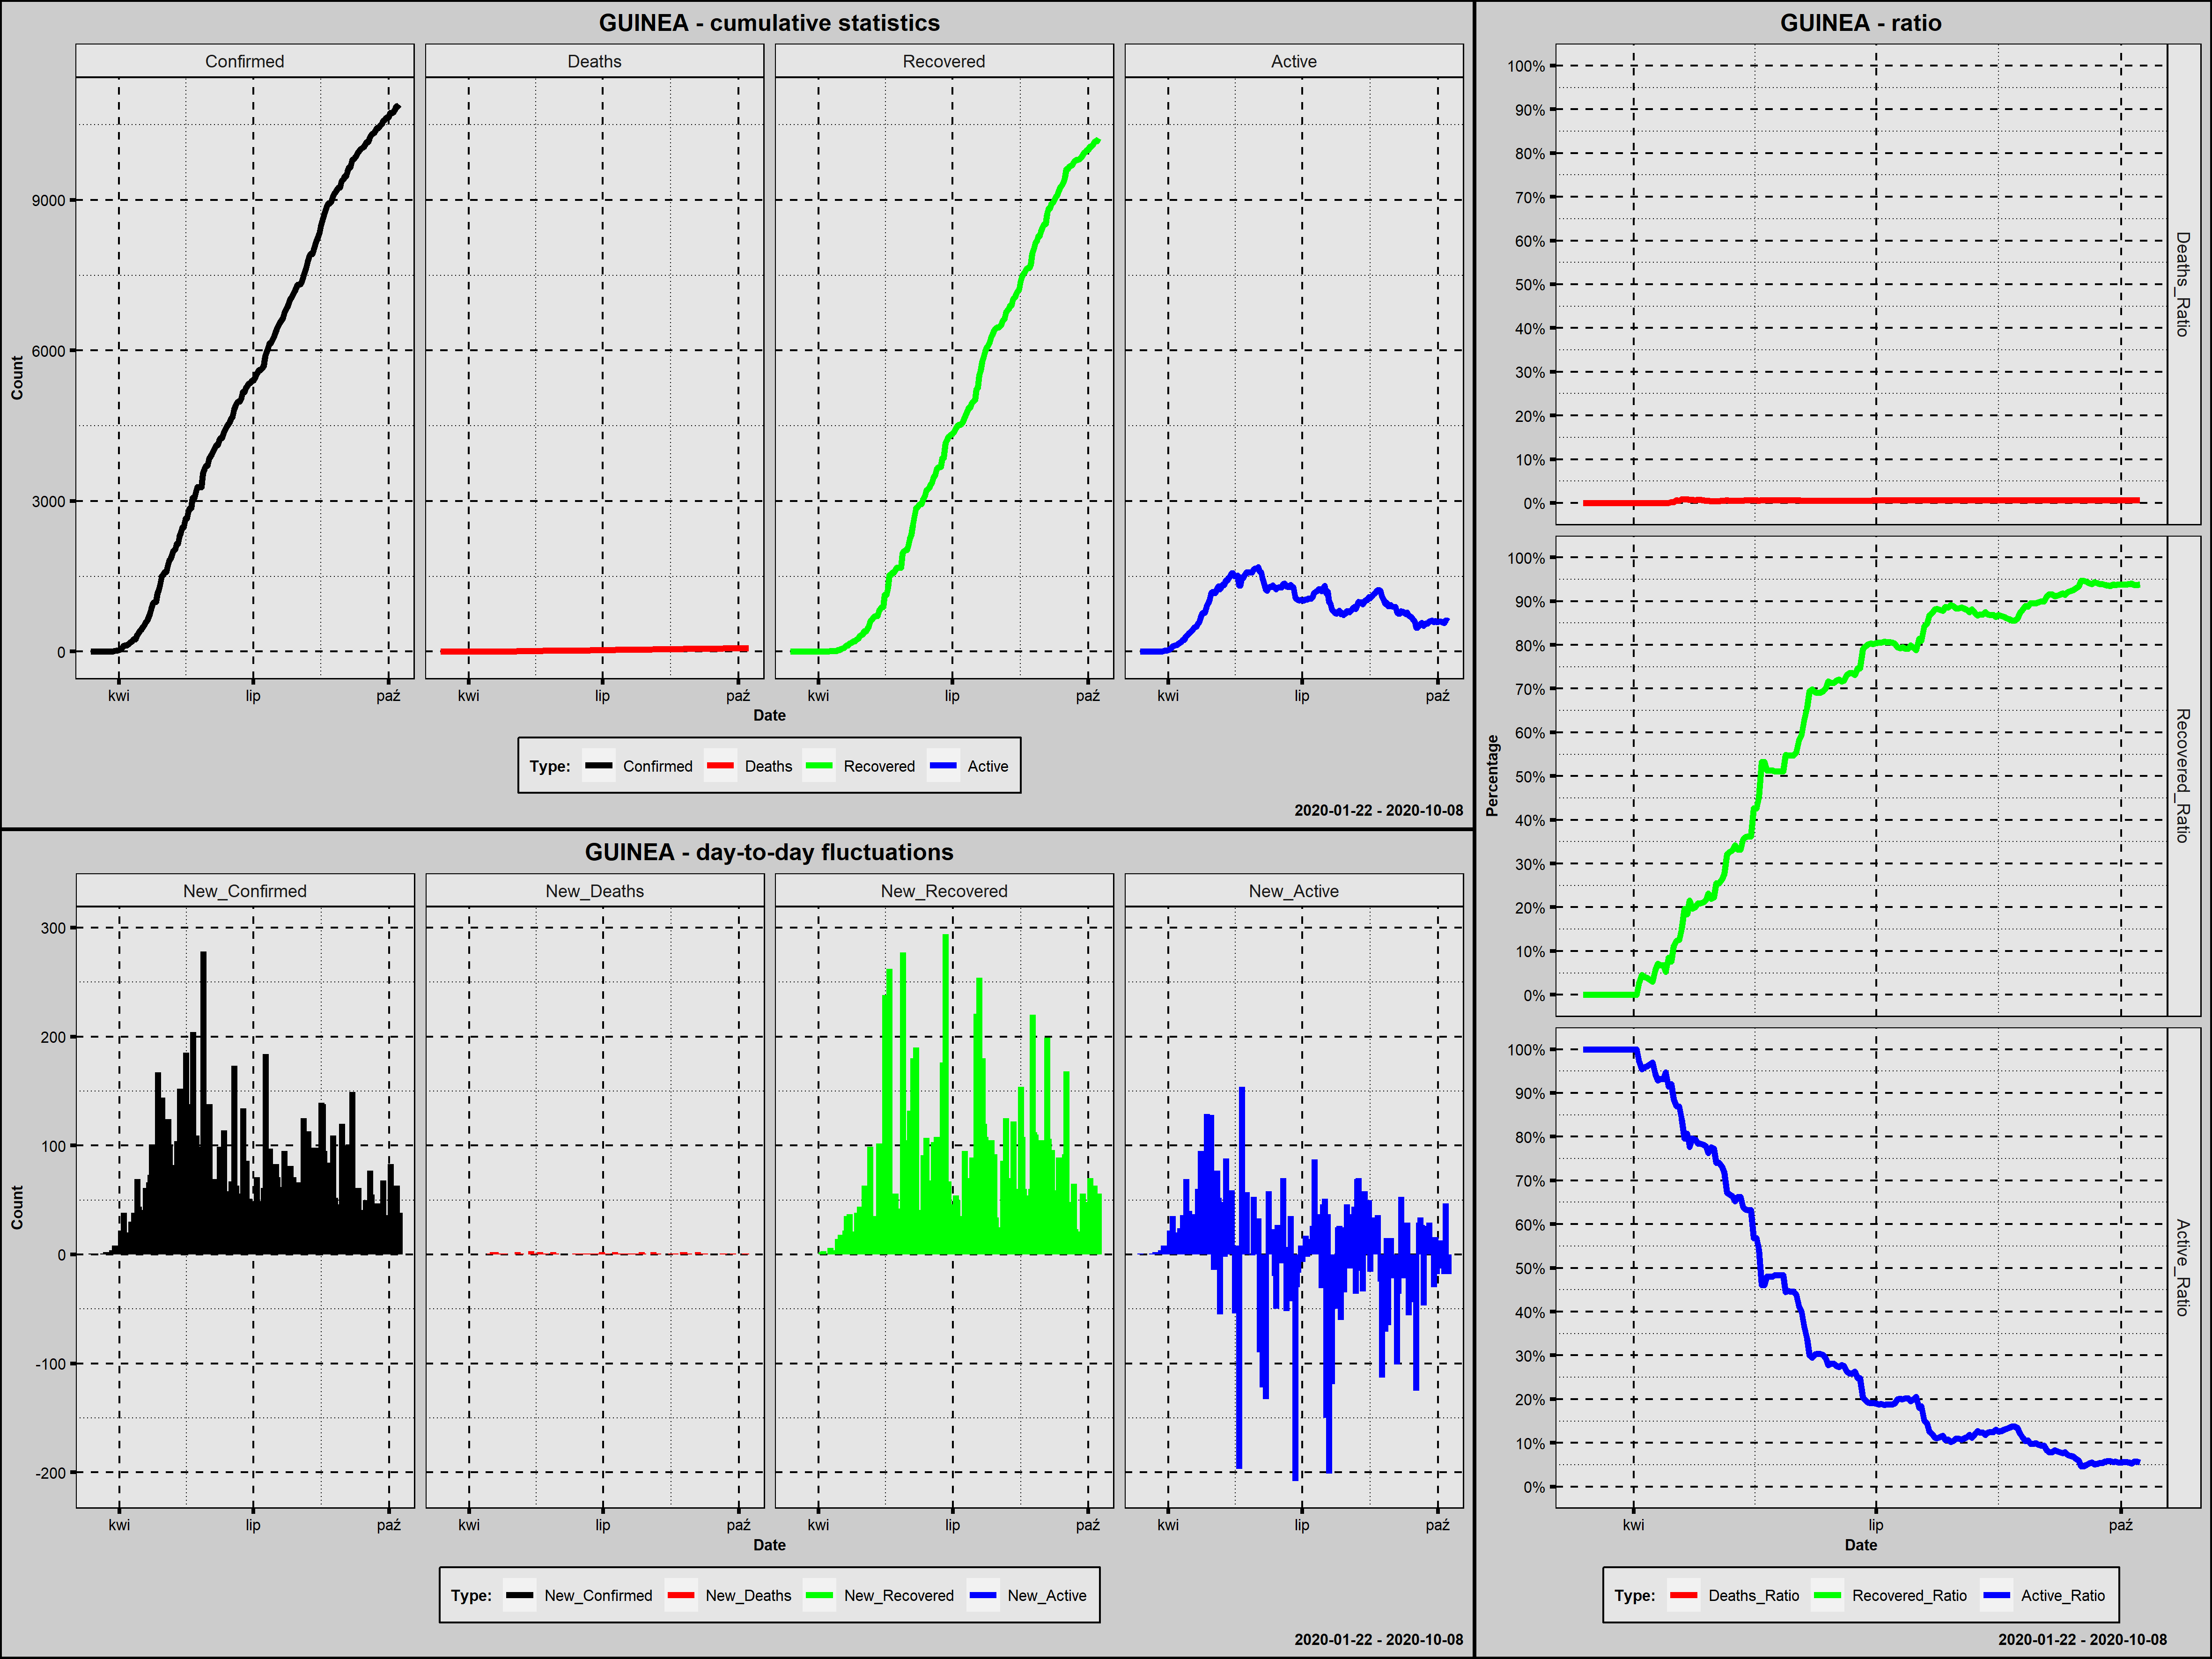 GUINEA - cumulative statistics
Confirmed Deaths Recovered Active
Count
9000
6000
3000
0
kwi lip paź kwi lip paź kwi lip paź kwi lip paź
Date
Type: Confirmed Deaths Recovered Active
2020-01-22 - 2020-10-08
GUINEA - day-to-day fluctuations
New_Confirmed New_Deaths New_Recovered New_Active
Count
300
200
100
0
-100
-200
kwi lip paź kwi lip paź kwi lip paź kwi lip paź
Date
Type: New_Confirmed New_Deaths New_Recovered New_Active
2020-01-22 - 2020-10-08
GUINEA - ratio
Percentage
100%
90%
80%
70%
60%
50%
40%
30%
20%
10%
0%
Deaths_Ratio
100%
90%
80%
70%
60%
50%
40%
30%
20%
10%
0%
Recovered_Ratio
100%
90%
80%
70%
60%
50%
40%
30%
20%
10%
0%
Active_Ratio
kwi lip paź
Date
Type: Deaths_Ratio Recovered_Ratio Active_Ratio
2020-01-22 - 2020-10-08